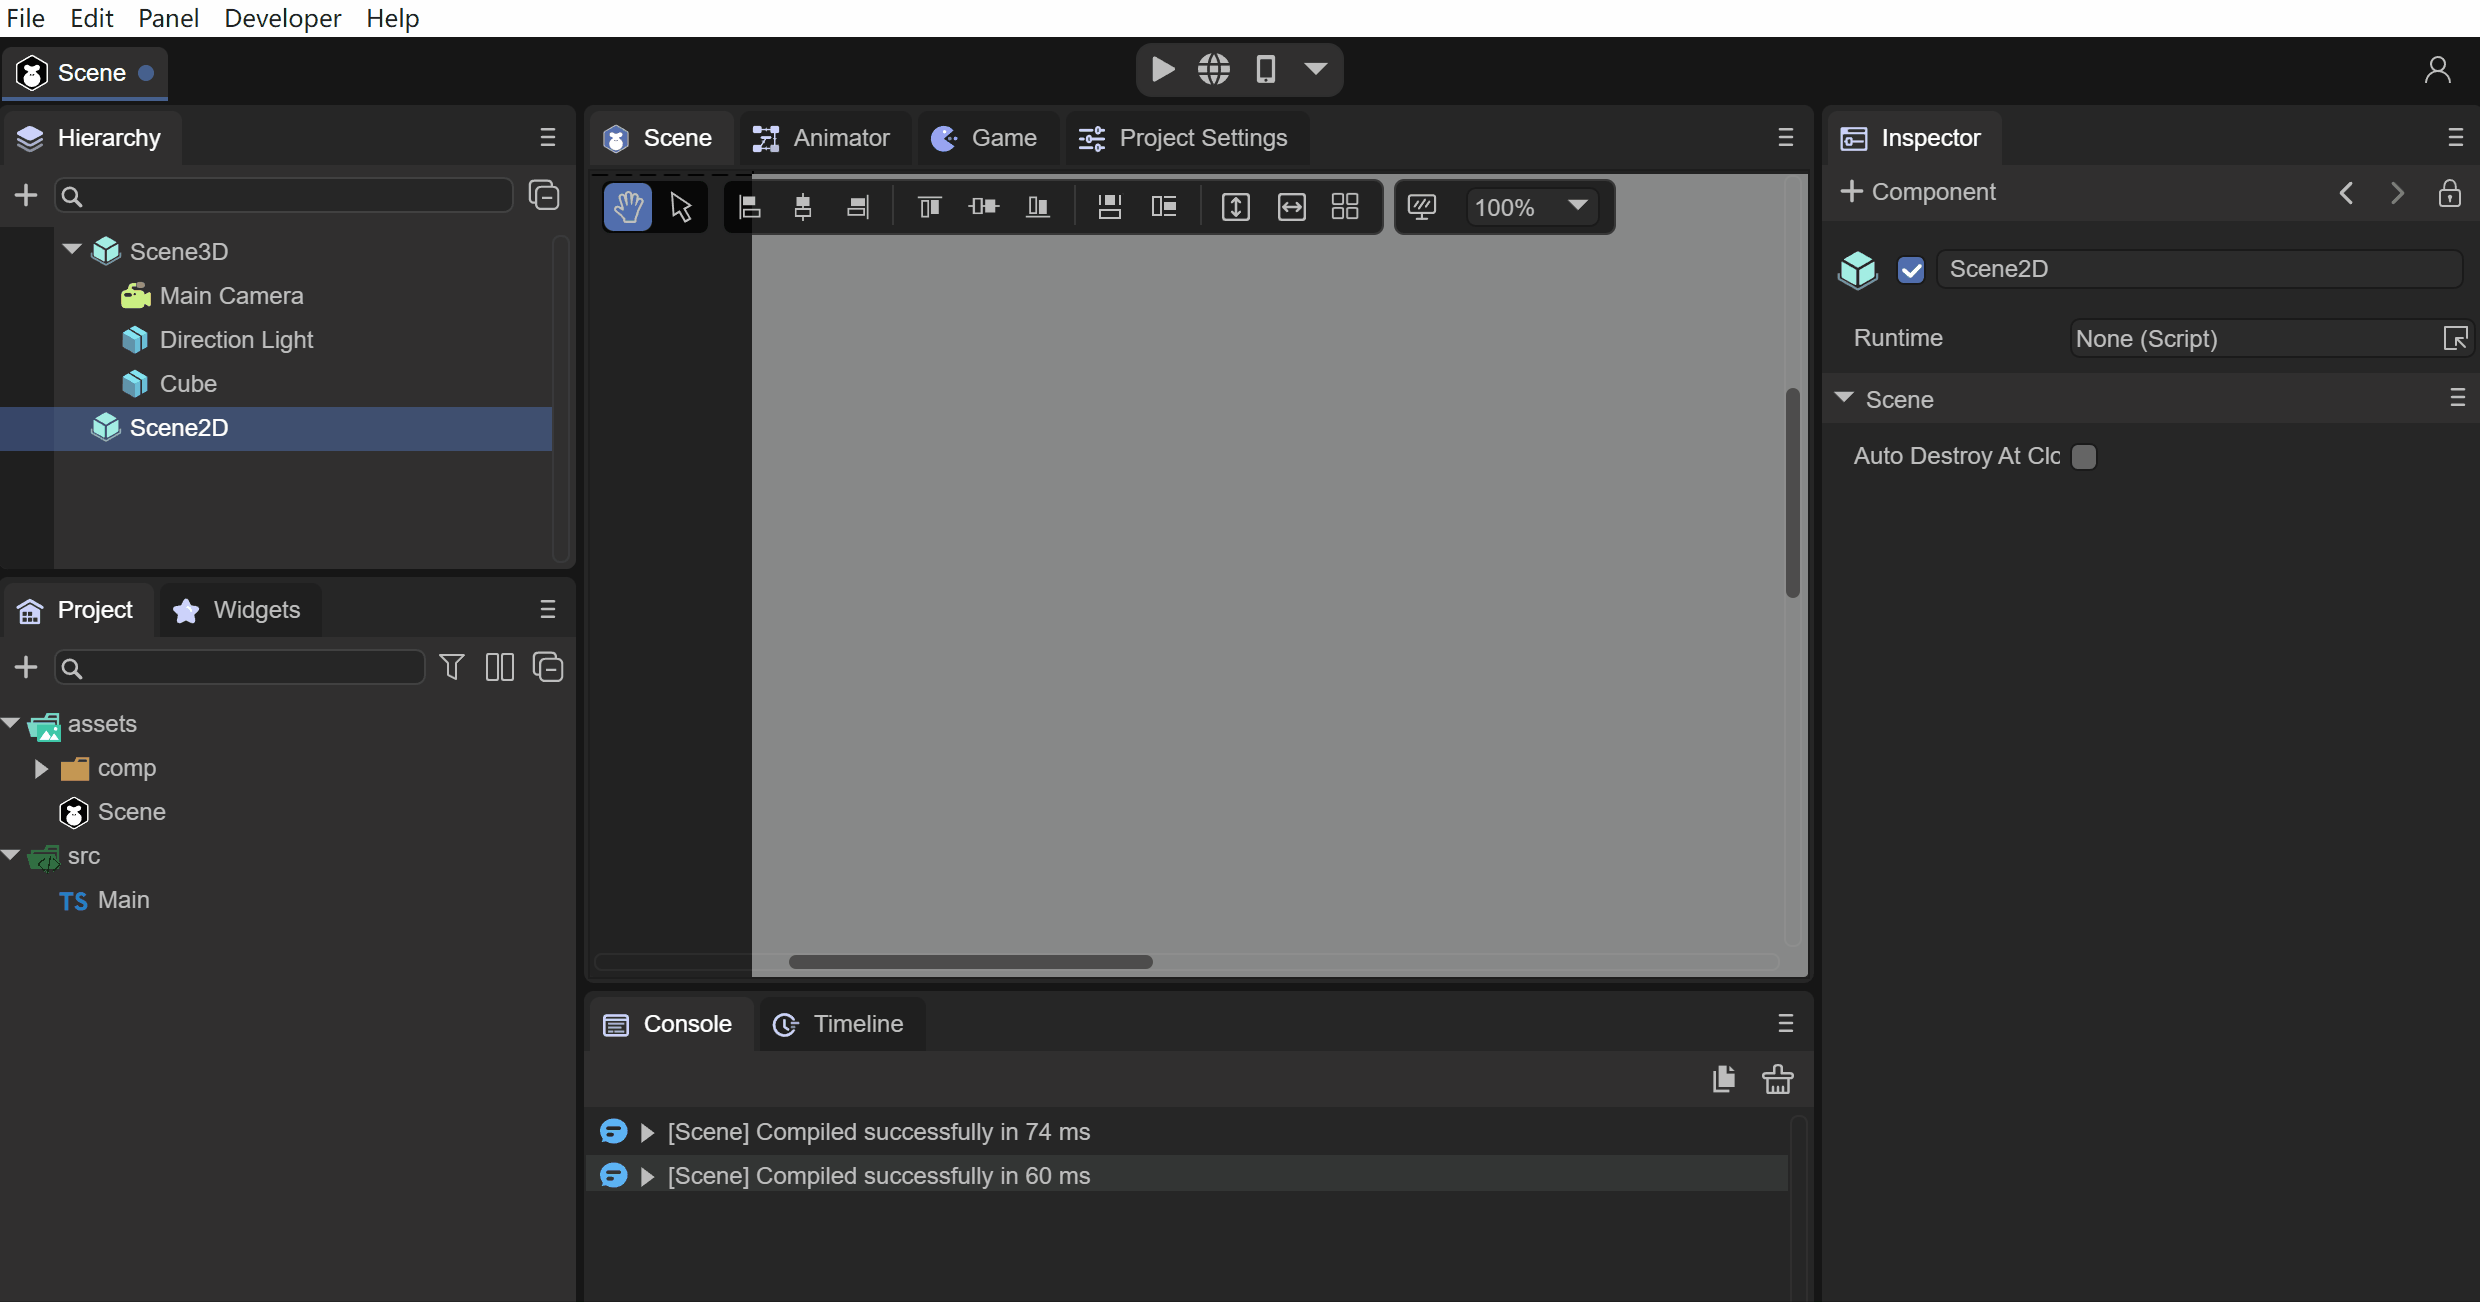 File Edit Panel Developer Help
Scene
Hierarchy
Scene3D
Main Camera
Direction Light
Cube
Scene2D
Project Widgets
assets
comp
Scene
src
TS Main
Scene Animator Game Project Settings
100%
Console Timeline
[Scene] Compiled successfully in 74 ms
[Scene] Compiled successfully in 60 ms
Inspector
Component
Scene2D
Runtime None (Script)
Scene
Auto Destroy At Clo